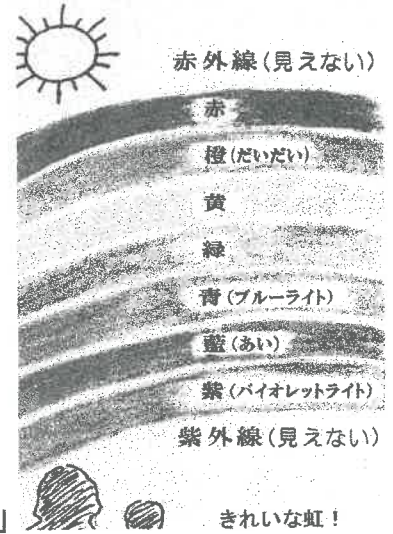 赤外線(見えない)
赤
橙(だいだい)
黄
緑
青(ブルーライト)
藍(あい)
紫(バイオレットライト)
紫外線(見えない)
」
きれいな虹!